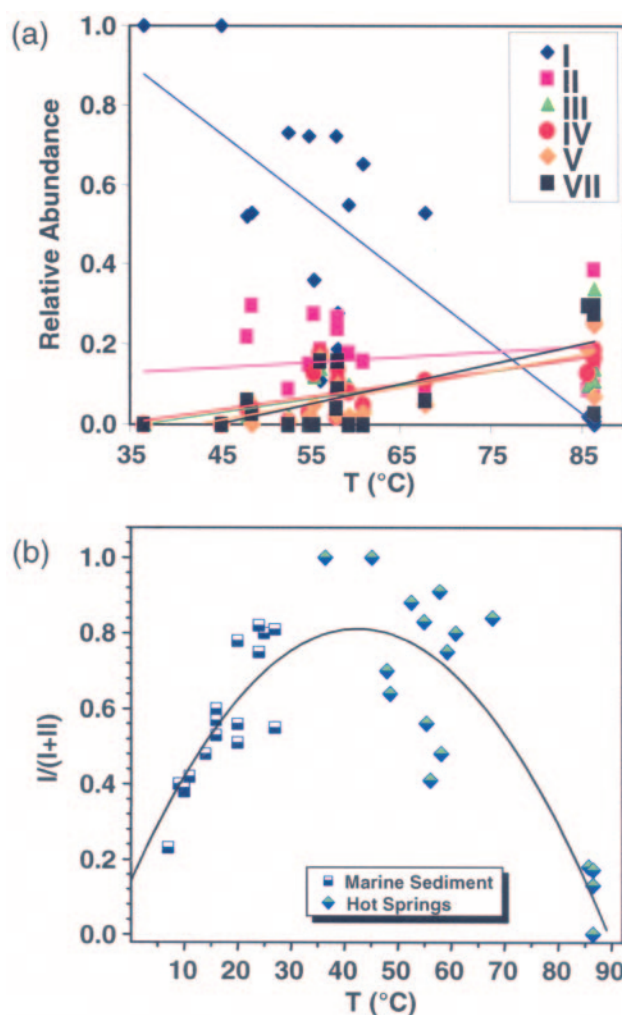 (a)
Relative Abundance
1.0
0.8
0.6
0.4
0.2
0.0
I
II
III
IV
V
VII
35 45 55 65 75 85
T (°C)
(b)
I/(I+II)
1.0
0.8
0.6
0.4
0.2
0.0
Marine Sediment
Hot Springs
10 20 30 40 50 60 70 80 90
T (°C)